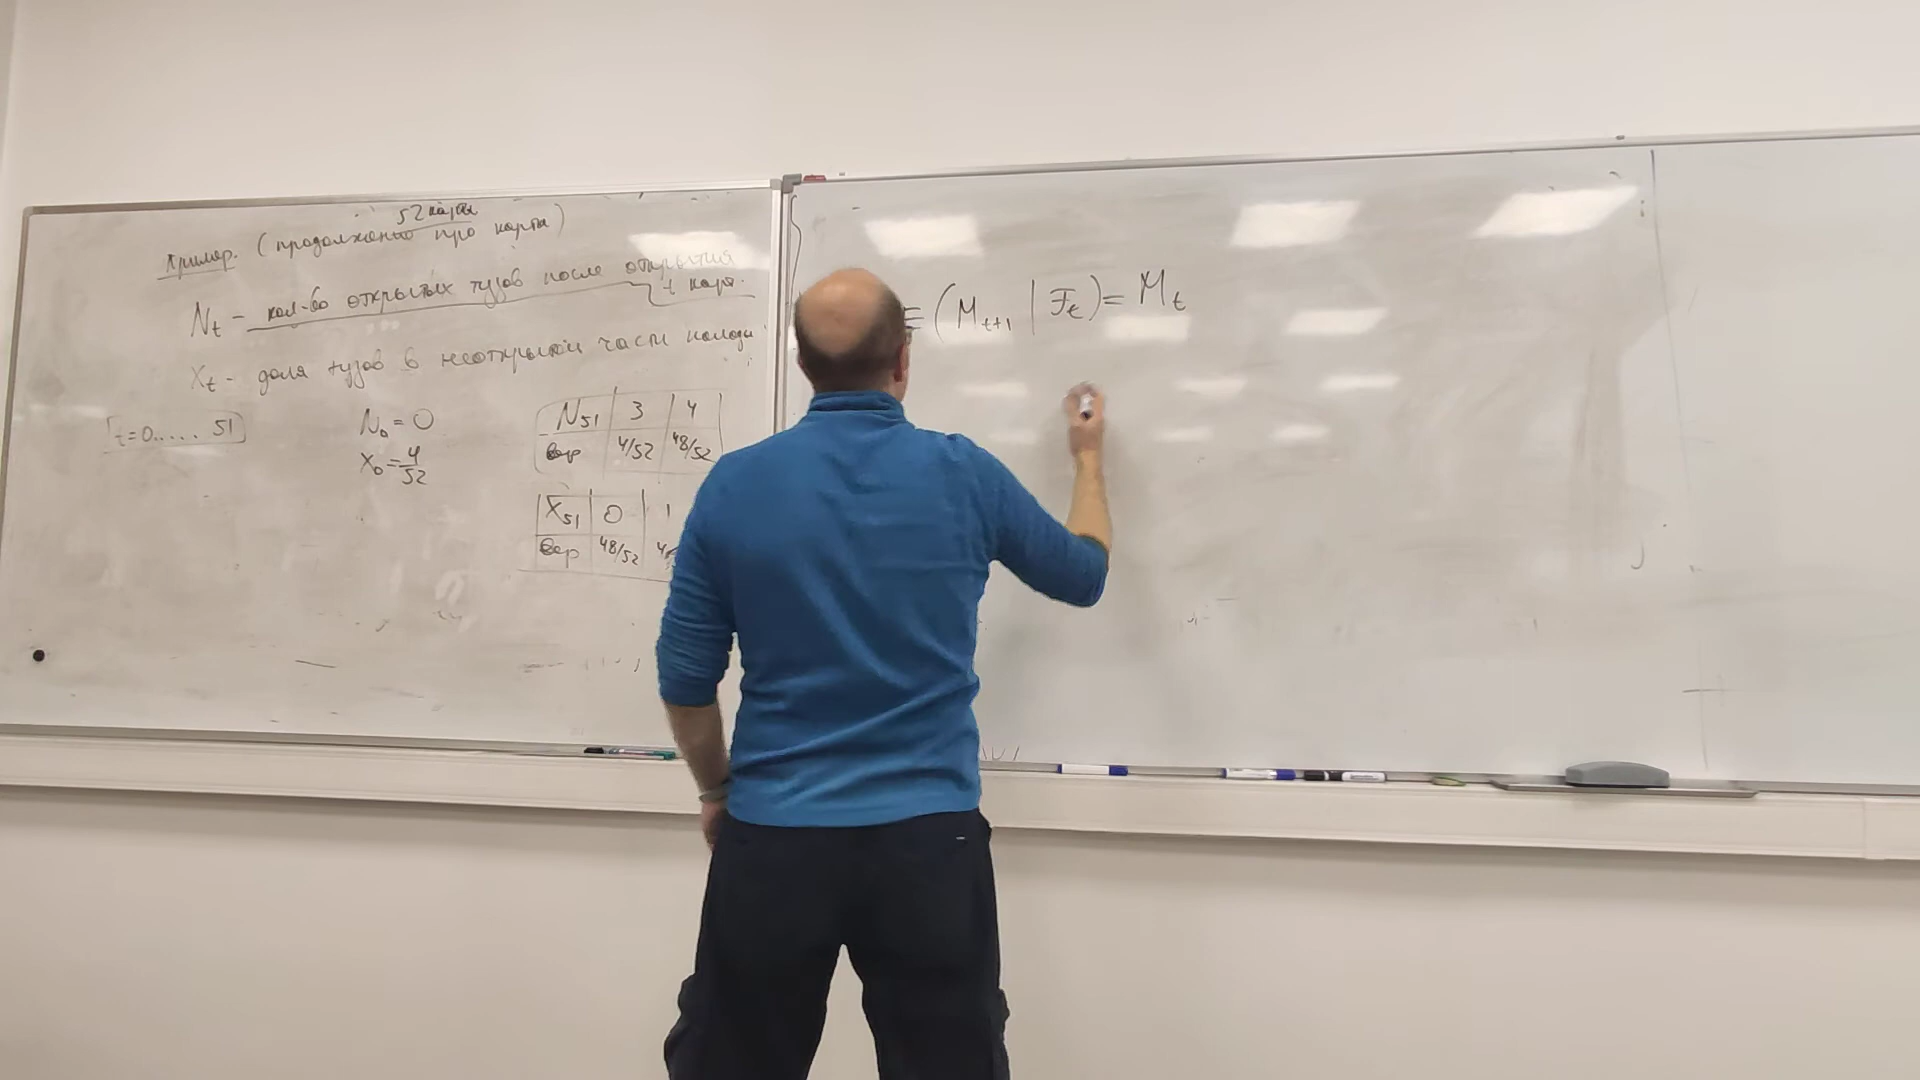 52 карты
Пример. (продолжение про карты)
N_t - кол-во открытых тузов после открытия
t карт.
X_t - доля тузов в неоткрытой части колоды
t=0..... 51
N_0 = 0
X_0 = 4/52
N_51 | 3 | 4
вер | 4/52 | 48/52
X_51 | 0 | 1
вер | 48/52
E(M_{t+1} | F_t) = M_t